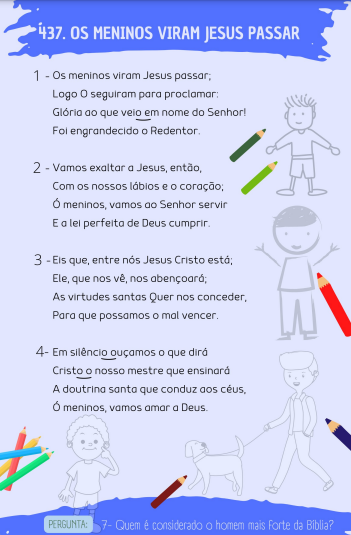 437. OS MENINOS VIRAM JESUS PASSAR
1 - Os meninos viram Jesus passar;
Logo O seguiram para proclamar:
Glória ao que veio em nome do Senhor!
Foi engrandecido o Redentor.
2 - Vamos exaltar a Jesus, então,
Com os nossos lábios e o coração;
Ó meninos, vamos ao Senhor servir
E a lei perfeita de Deus cumprir.
3 - Eis que, entre nós Jesus Cristo está;
Ele, que nos vê, nos abençoará;
As virtudes santas Quer nos conceder,
Para que possamos o mal vencer.
4- Em silêncio ouçamos o que dirá
Cristo o nosso mestre que ensinará
A doutrina santa que conduz aos céus,
Ó meninos, vamos amar a Deus.
PERGUNTA: 7- Quem é considerado o homem mais forte da Bíblia?